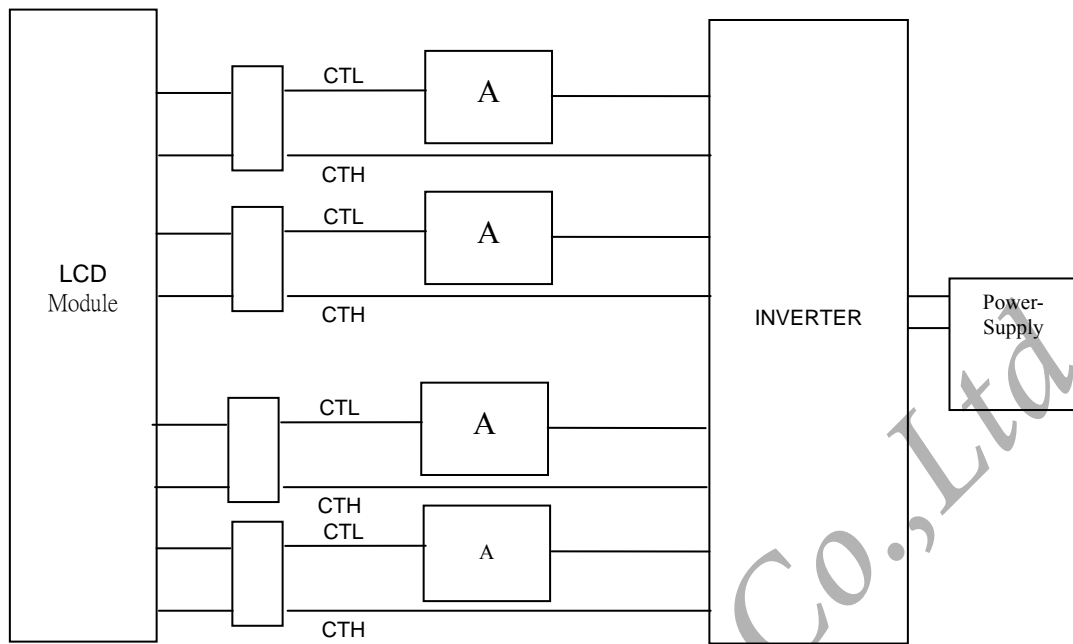 CTL
A
CTH
CTL
A
LCD
Module
CTH
INVERTER
Power-
Supply
CTL
A
CTH
CTL
A
CTH
Co.,Ltd